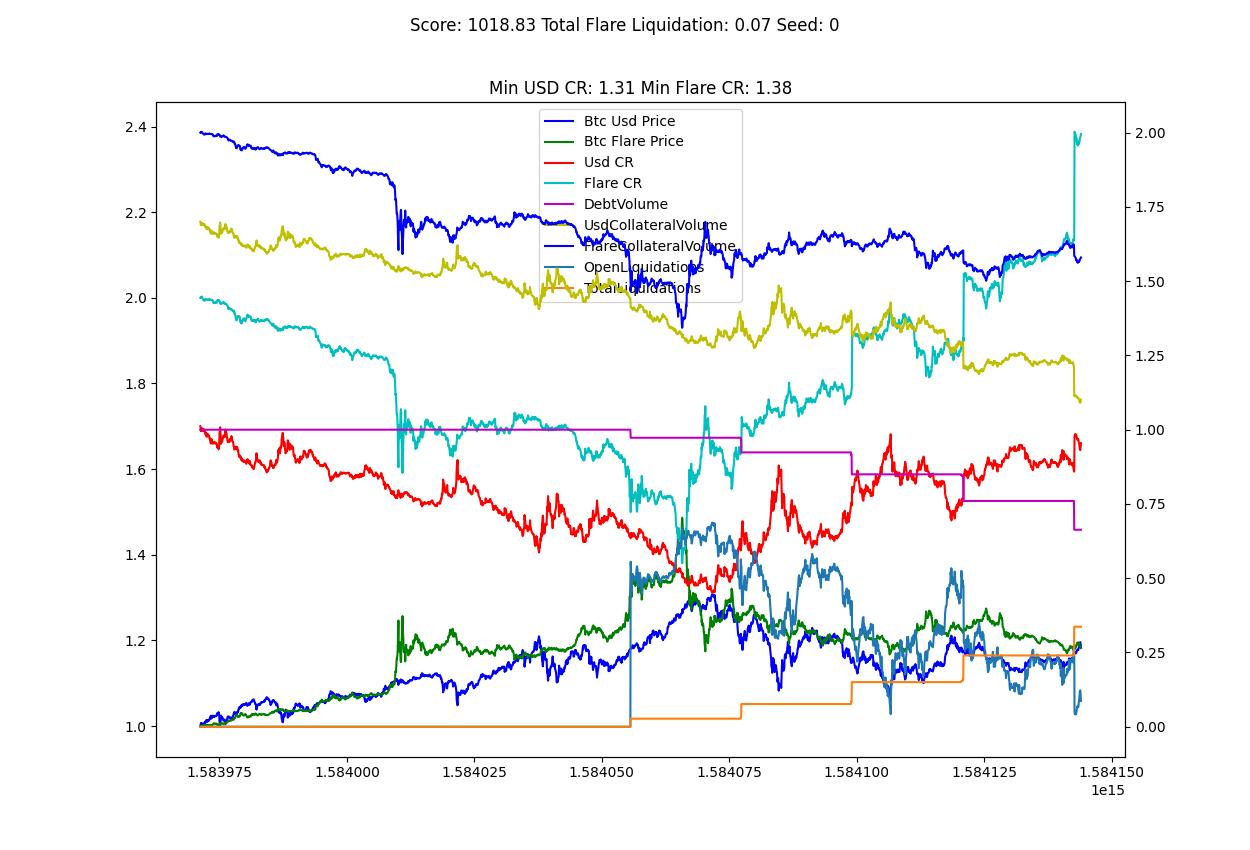 Score: 1018.83 Total Flare Liquidation: 0.07 Seed: 0
Min USD CR: 1.31 Min Flare CR: 1.38
Btc Usd Price
Btc Flare Price
Usd CR
Flare CR
DebtVolume
UsdCollateralVolume
FlareCollateralVolume
OpenLiquidations
TotalLiquidations
2.4
2.2
2.0
1.8
1.6
1.4
1.2
1.0
2.00
1.75
1.50
1.25
1.00
0.75
0.50
0.25
0.00
1.583975 1.584000 1.584025 1.584050 1.584075 1.584100 1.584125 1.584150
1e15